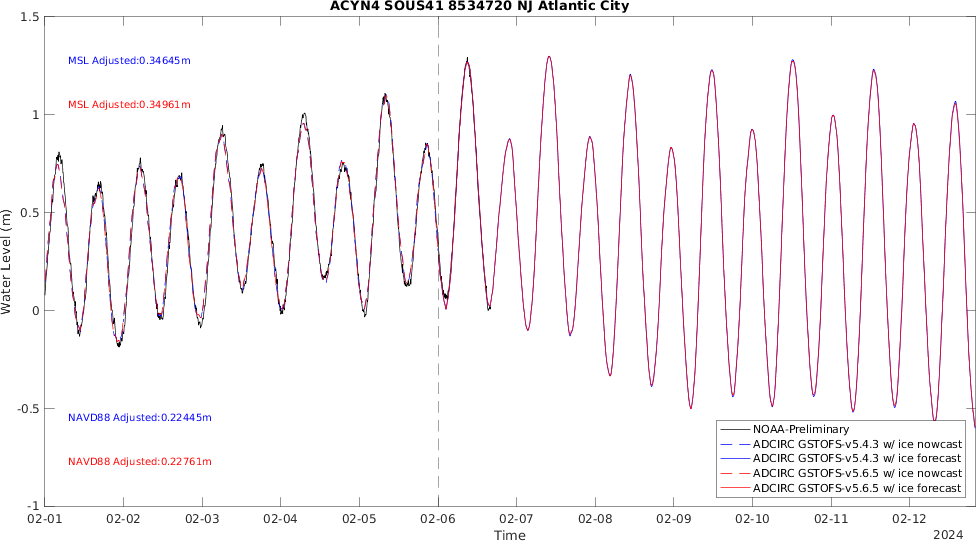 ACYN4 SOUS41 8534720 NJ Atlantic City
1.5
MSL Adjusted:0.34645m
MSL Adjusted:0.34961m
1
0.5
Water Level (m)
0
-0.5
NAVD88 Adjusted:0.22445m
NAVD88 Adjusted:0.22761m
NOAA-Preliminary
ADCIRC GSTOFS-v5.4.3 w/ ice nowcast
ADCIRC GSTOFS-v5.4.3 w/ ice forecast
ADCIRC GSTOFS-v5.6.5 w/ ice nowcast
ADCIRC GSTOFS-v5.6.5 w/ ice forecast
-1
02-01 02-02 02-03 02-04 02-05 02-06 02-07 02-08 02-09 02-10 02-11 02-12
Time
2024